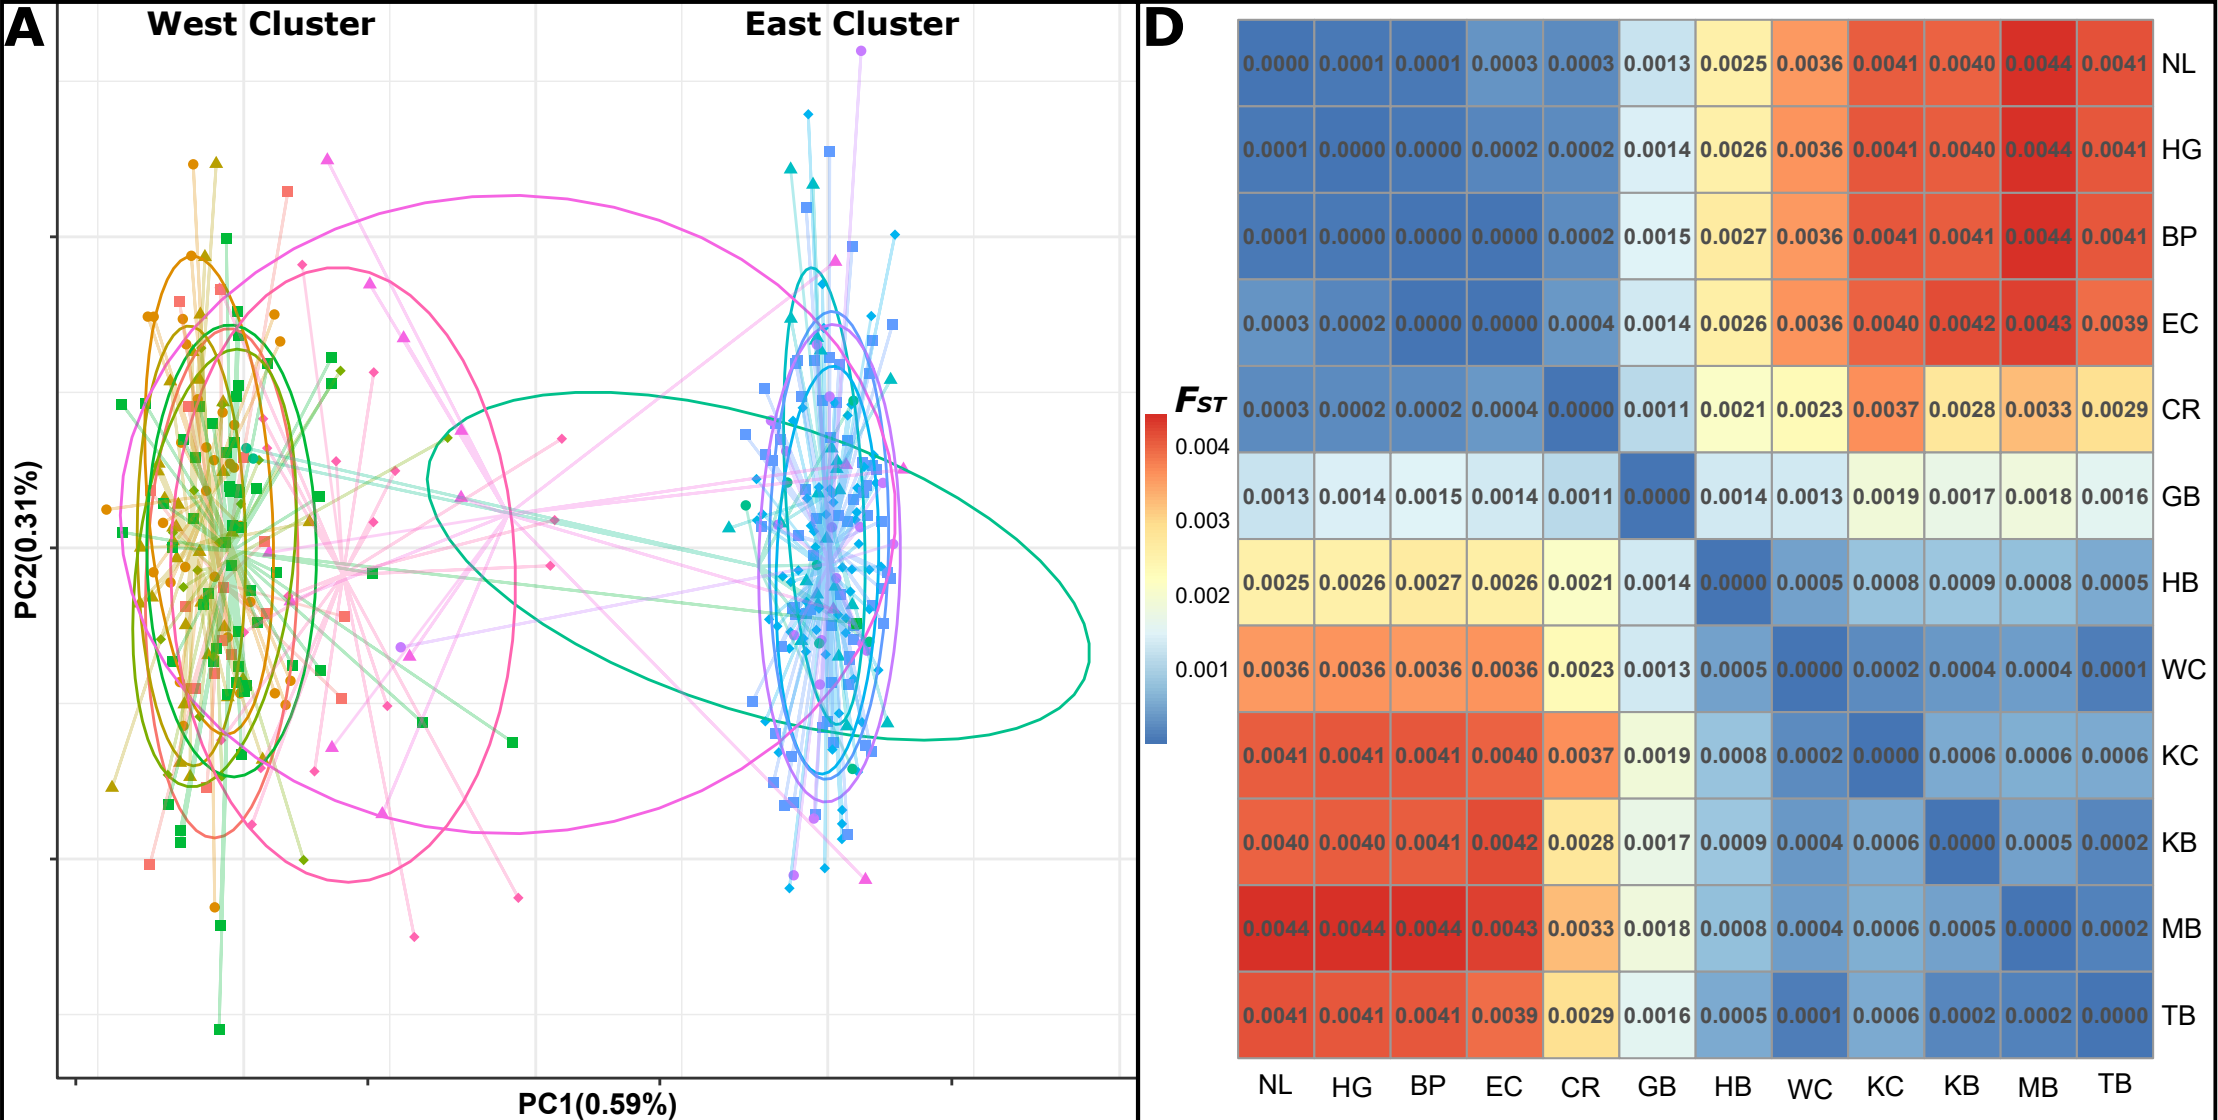 A
West Cluster
East Cluster
PC2(0.31%)
PC1(0.59%)
D
0.0000 0.0001 0.0001 0.0003 0.0003 0.0013 0.0025 0.0036 0.0041 0.0040 0.0044 0.0041 NL
0.0001 0.0000 0.0000 0.0002 0.0002 0.0014 0.0026 0.0036 0.0041 0.0040 0.0044 0.0041 HG
0.0001 0.0000 0.0000 0.0000 0.0002 0.0015 0.0027 0.0036 0.0041 0.0041 0.0044 0.0041 BP
0.0003 0.0002 0.0000 0.0000 0.0004 0.0014 0.0026 0.0036 0.0040 0.0042 0.0043 0.0039 EC
0.0003 0.0002 0.0002 0.0004 0.0000 0.0011 0.0021 0.0023 0.0037 0.0028 0.0033 0.0029 CR
0.0013 0.0014 0.0015 0.0014 0.0011 0.0000 0.0014 0.0013 0.0019 0.0017 0.0018 0.0016 GB
0.0025 0.0026 0.0027 0.0026 0.0021 0.0014 0.0000 0.0005 0.0008 0.0009 0.0008 0.0005 HB
0.0036 0.0036 0.0036 0.0036 0.0023 0.0013 0.0005 0.0000 0.0002 0.0004 0.0004 0.0001 WC
0.0041 0.0041 0.0041 0.0040 0.0037 0.0019 0.0008 0.0002 0.0000 0.0006 0.0006 0.0006 KC
0.0040 0.0040 0.0041 0.0042 0.0028 0.0017 0.0009 0.0004 0.0006 0.0000 0.0005 0.0002 KB
0.0044 0.0044 0.0044 0.0043 0.0033 0.0018 0.0008 0.0004 0.0006 0.0005 0.0000 0.0002 MB
0.0041 0.0041 0.0041 0.0039 0.0029 0.0016 0.0005 0.0001 0.0006 0.0002 0.0002 0.0000 TB
NL HG BP EC CR GB HB WC KC KB MB TB
FST
0.004
0.003
0.002
0.001